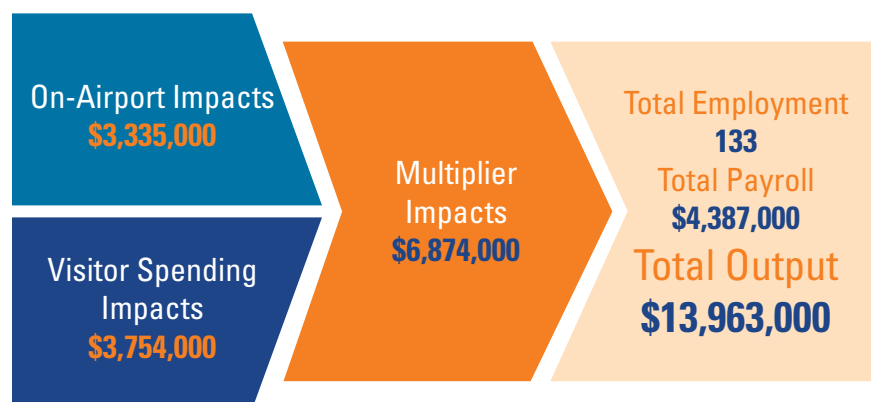 On-Airport Impacts
$3,335,000
Visitor Spending
Impacts
$3,754,000
Multiplier
Impacts
$6,874,000
Total Employment
133
Total Payroll
$4,387,000
Total Output
$13,963,000